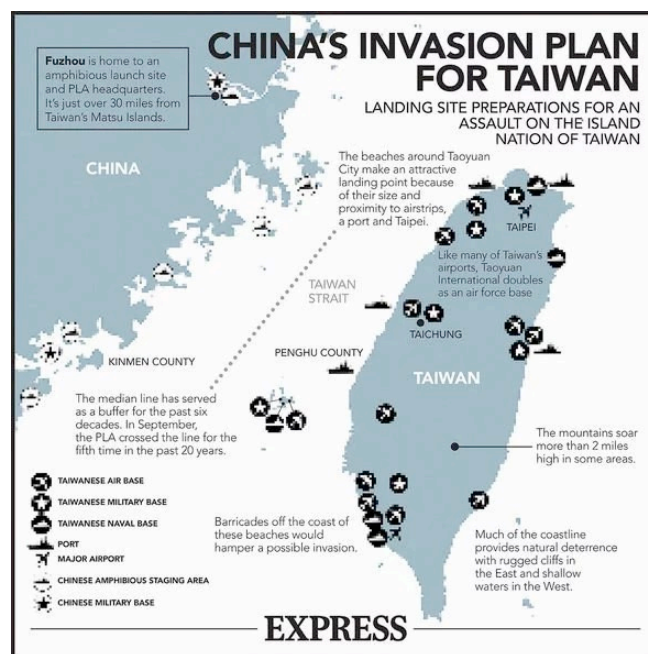 CHINA'S INVASION PLAN
FOR TAIWAN
LANDING SITE PREPARATIONS FOR AN
ASSAULT ON THE ISLAND
NATION OF TAIWAN
Fuzhou is home to an
amphibious launch site
and PLA headquarters.
It's just over 30 miles from
Taiwan's Matsu Islands.
CHINA
The beaches around Taoyuan
City make an attractive
landing point because
of their size and
proximity to airstrips,
a port and Taipei.
TAIPEI
Like many of Taiwan's
airports, Taoyuan
International doubles
as an air force base
TAIWAN
STRAIT
TAICHUNG
KINMEN COUNTY
PENGHU COUNTY
TAIWAN
The median line has served
as a buffer for the past six
decades. In September,
the PLA crossed the line for the
fifth time in the past 20 years.
The mountains soar
more than 2 miles
high in some areas.
TAIWANESE AIR BASE
TAIWANESE MILITARY BASE
TAIWANESE NAVAL BASE
PORT
MAJOR AIRPORT
CHINESE AMPHIBIOUS STAGING AREA
CHINESE MILITARY BASE
Barricades off the coast of
these beaches would
hamper a possible invasion.
Much of the coastline
provides natural deterrence
with rugged cliffs in
the East and shallow
waters in the West.
EXPRESS